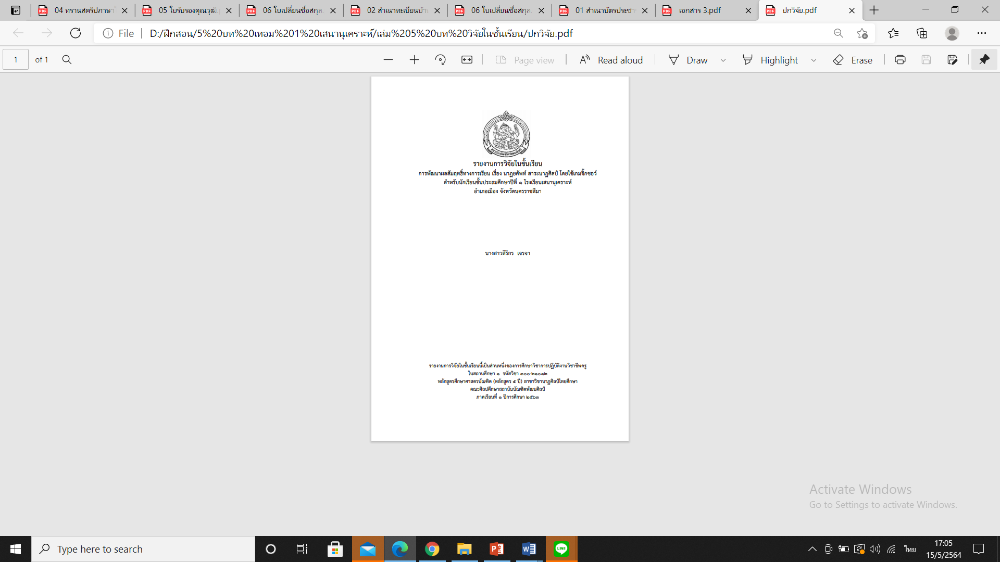 04 ทรานสคริปภาษาไ
05 ใบรับรองคุณวุฒิ.
06 ใบเปลี่ยนชื่อสกุล.
02 สำเนาทะเบียนบ้าน
06 ใบเปลี่ยนชื่อสกุล.
01 สำเนาบัตรประชา
เอกสาร 3.pdf
ปกวิจัย.pdf
File
D:/ฝึกสอน/5%20บท%20เทอม%201%20เสนานุเคราะห์/เล่ม%205%20บท%20วิจัยในชั้นเรียน/ปกวิจัย.pdf
1 of 1
Page view
Read aloud
Draw
Highlight
Erase
สถาบันบัณฑิตพัฒนศิลป์
รายงานการวิจัยในชั้นเรียน
การพัฒนาผลสัมฤทธิ์ทางการเรียน เรื่อง นาฏยศัพท์ สาระนาฏศิลป์ โดยใช้เกมจิ๊กซอว์
สำหรับนักเรียนชั้นประถมศึกษาปีที่ ๑ โรงเรียนเสนานุเคราะห์
อำเภอเมือง จังหวัดนครราชสีมา
นางสาวสิริกร เจรจา
รายงานการวิจัยในชั้นเรียนนี้เป็นส่วนหนึ่งของการศึกษาวิชาการปฏิบัติงานวิชาชีพครู
ในสถานศึกษา ๑ รหัสวิชา ๓๐๐-๒๑๐๑๒
หลักสูตรศึกษาศาสตรบัณฑิต (หลักสูตร ๕ ปี) สาขาวิชานาฏศิลป์ไทยศึกษา
คณะศิลปศึกษาสถาบันบัณฑิตพัฒนศิลป์
ภาคเรียนที่ ๑ ปีการศึกษา ๒๕๖๓
Activate Windows
Go to Settings to activate Windows.
Type here to search
LINE
ไทย
17:05
15/5/2564